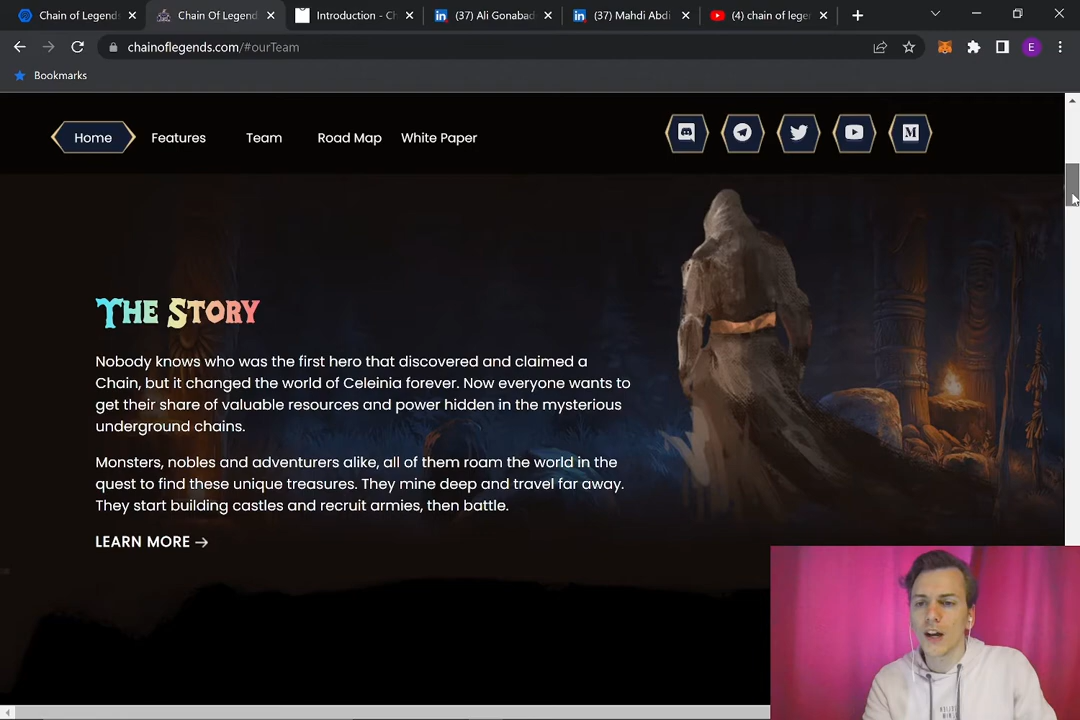 Chain of Legends
Chain Of Legend
Introduction - Ch
(37) Ali Gonabad
(37) Mahdi Abdi
(4) chain of lege
chainoflegends.com/#ourTeam
E
Bookmarks
Home
Features
Team
Road Map
White Paper
M
The Story
Nobody knows who was the first hero that discovered and claimed a
Chain, but it changed the world of Celeinia forever. Now everyone wants to
get their share of valuable resources and power hidden in the mysterious
underground chains.
Monsters, nobles and adventurers alike, all of them roam the world in the
quest to find these unique treasures. They mine deep and travel far away.
They start building castles and recruit armies, then battle.
LEARN MORE →